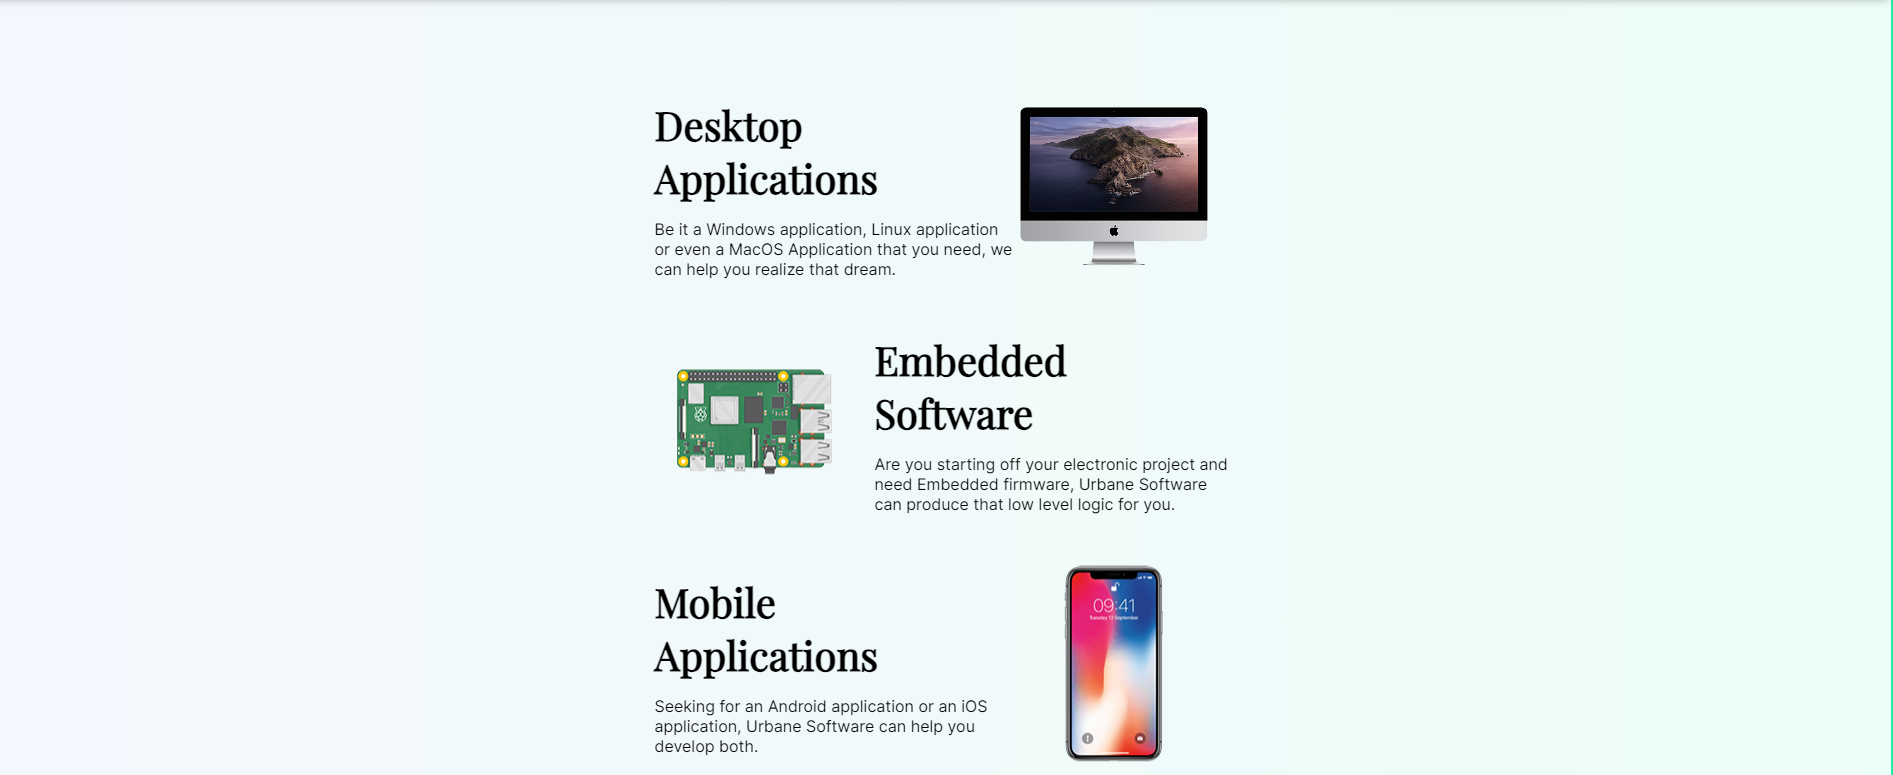 Desktop
Applications
Be it a Windows application, Linux application
or even a MacOS Application that you need, we
can help you realize that dream.
Embedded
Software
Are you starting off your electronic project and
need Embedded firmware, Urbane Software
can produce that low level logic for you.
09:41
Tuesday 12 September
Mobile
Applications
Seeking for an Android application or an iOS
application, Urbane Software can help you
develop both.